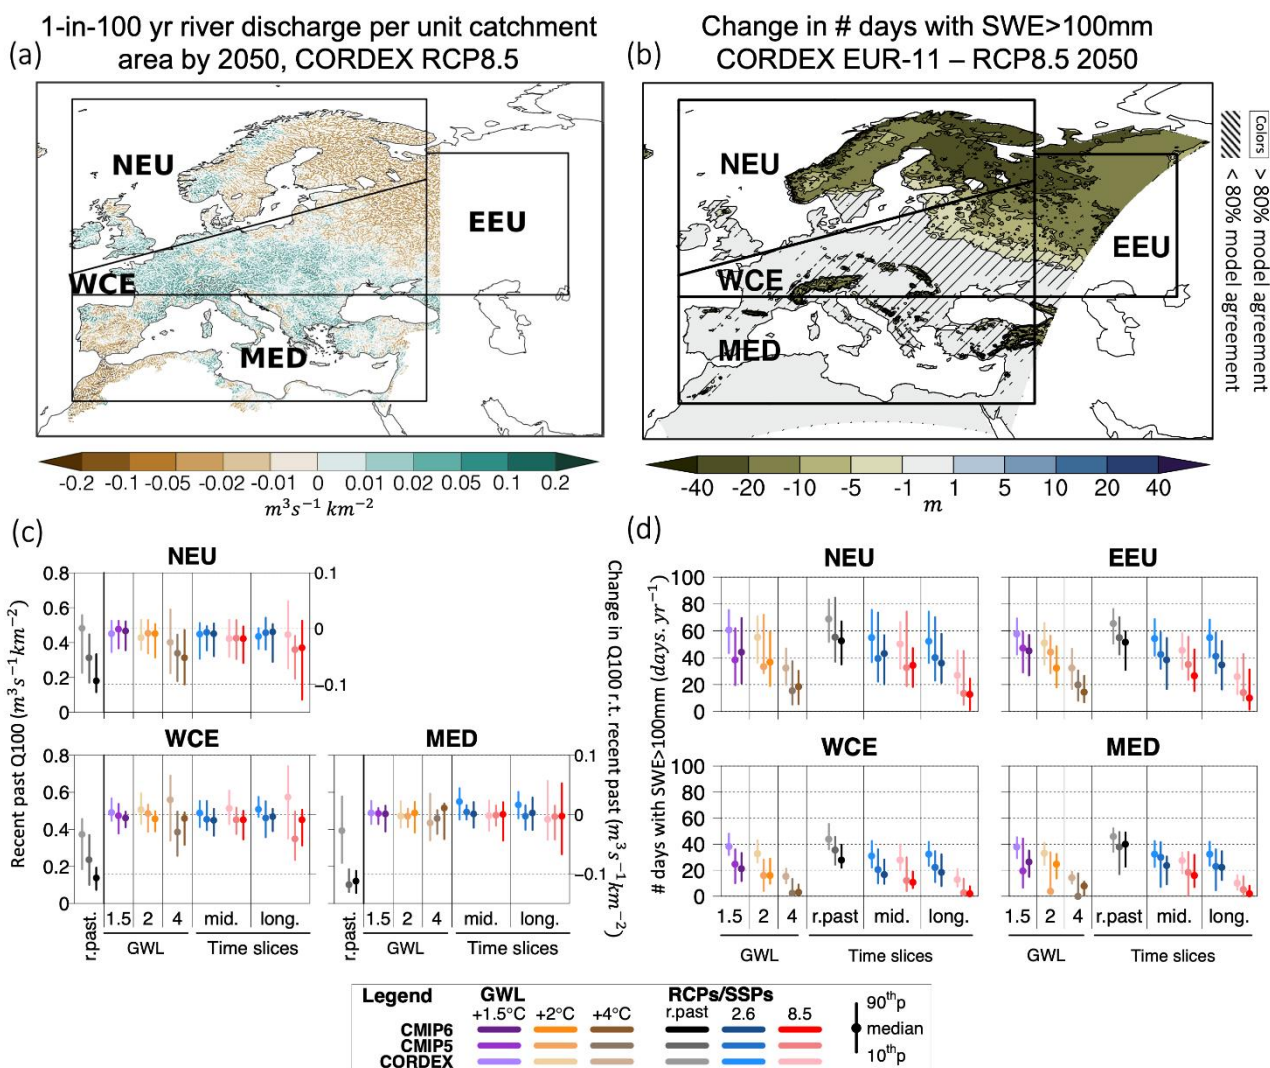 1-in-100 yr river discharge per unit catchment
area by 2050, CORDEX RCP8.5
(a)
NEU
EEU
WCE
MED
-0.2 -0.1 -0.05 -0.02 -0.01 0 0.01 0.02 0.05 0.1 0.2
m³s⁻¹ km⁻²
Change in # days with SWE>100mm
CORDEX EUR-11 – RCP8.5 2050
(b)
NEU
EEU
WCE
MED
Colors > 80% model agreement
< 80% model agreement
-40 -20 -10 -5 -1 1 5 10 20 40
m
(c)
Recent past Q100 (m³s⁻¹km⁻²)
Change in Q100 r.t. recent past (m³s⁻¹km⁻²)
NEU
0.8 0.1
0.6
0
0.4
0.2
-0.1
0
WCE MED
0.8 0.1
0.6
0.4 0
0.2
-0.1
0
r.past. 1.5 2 4 mid. long. r.past. 1.5 2 4 mid. long.
GWL Time slices GWL Time slices
(d)
# days with SWE>100mm (days.yr⁻¹)
NEU EEU
100
80
60
40
20
0
WCE MED
100
80
60
40
20
0
1.5 2 4 r.past mid. long. 1.5 2 4 r.past mid. long.
GWL Time slices GWL Time slices
Legend GWL RCPs/SSPs
+1.5°C +2°C +4°C r.past 2.6 8.5
CMIP6
CMIP5
CORDEX
90th p
median
10th p